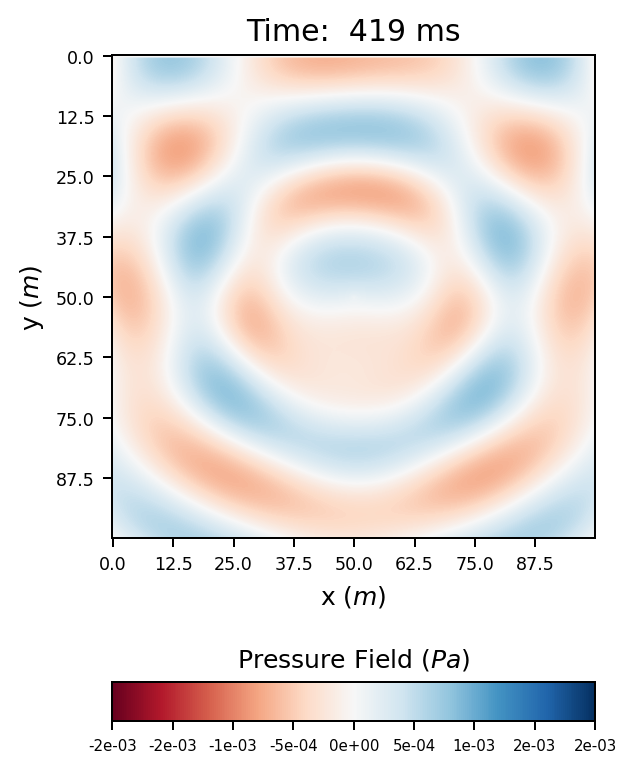 Time:  419 ms
0.0
12.5
25.0
37.5
50.0
62.5
75.0
87.5
y (m)
0.0 12.5 25.0 37.5 50.0 62.5 75.0 87.5
x (m)
Pressure Field (Pa)
-2e-03 -2e-03 -1e-03 -5e-04 0e+00 5e-04 1e-03 2e-03 2e-03